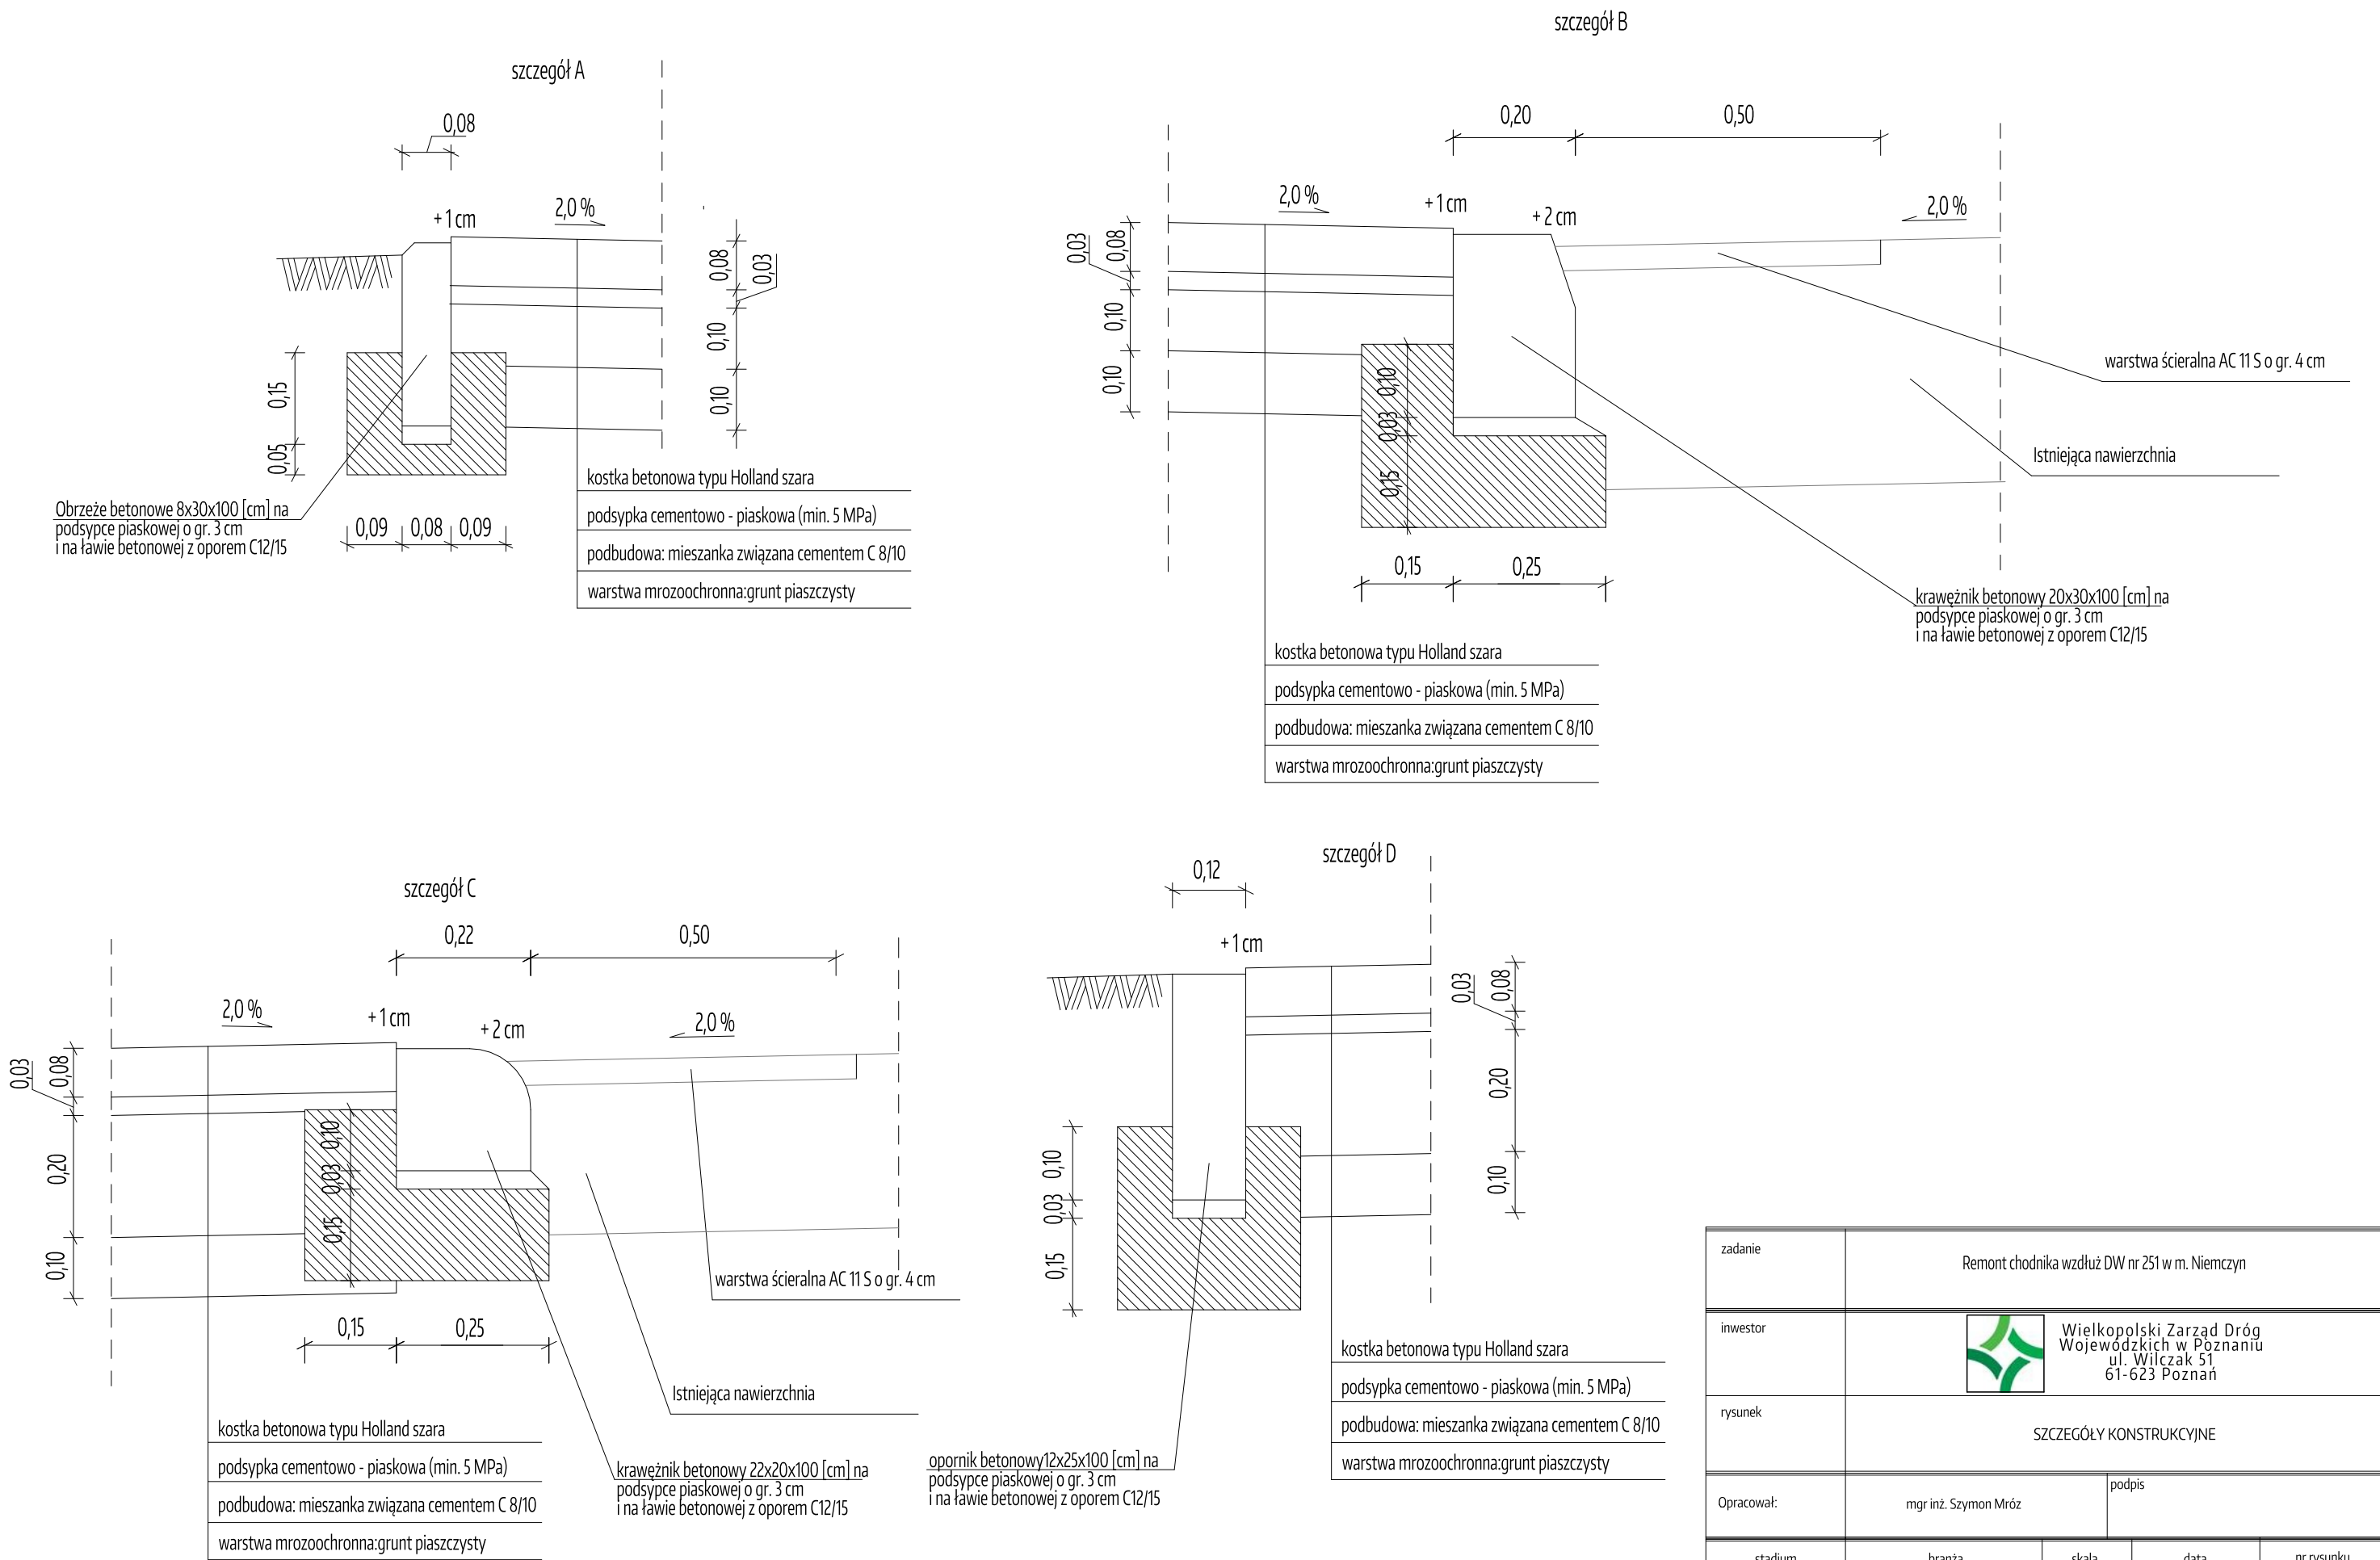 szczegół A
0,08
+ 1 cm
2,0 %
0,08
0,03
0,10
0,10
0,15
0,05
Obrzeże betonowe 8x30x100 [cm] na
podsypce piaskowej o gr. 3 cm
i na ławie betonowej z oporem C12/15
0,09
0,08
0,09
kostka betonowa typu Holland szara
podsypka cementowo - piaskowa (min. 5 MPa)
podbudowa: mieszanka związana cementem C 8/10
warstwa mrozoochronna:grunt piaszczysty
szczegół B
0,20
0,50
2,0 %
+ 1 cm
+ 2 cm
2,0 %
0,03
0,08
0,10
0,10
0,10
0,03
0,15
0,15
0,25
warstwa ścieralna AC 11 S o gr. 4 cm
Istniejąca nawierzchnia
krawężnik betonowy 20x30x100 [cm] na
podsypce piaskowej o gr. 3 cm
i na ławie betonowej z oporem C12/15
kostka betonowa typu Holland szara
podsypka cementowo - piaskowa (min. 5 MPa)
podbudowa: mieszanka związana cementem C 8/10
warstwa mrozoochronna:grunt piaszczysty
szczegół C
0,22
0,50
2,0 %
+ 1 cm
+ 2 cm
2,0 %
0,03
0,08
0,20
0,10
0,10
0,03
0,15
0,15
0,25
warstwa ścieralna AC 11 S o gr. 4 cm
Istniejąca nawierzchnia
krawężnik betonowy 22x20x100 [cm] na
podsypce piaskowej o gr. 3 cm
i na ławie betonowej z oporem C12/15
kostka betonowa typu Holland szara
podsypka cementowo - piaskowa (min. 5 MPa)
podbudowa: mieszanka związana cementem C 8/10
warstwa mrozoochronna:grunt piaszczysty
szczegół D
0,12
+ 1 cm
0,03
0,08
0,20
0,10
0,10
0,03
0,15
opornik betonowy12x25x100 [cm] na
podsypce piaskowej o gr. 3 cm
i na ławie betonowej z oporem C12/15
kostka betonowa typu Holland szara
podsypka cementowo - piaskowa (min. 5 MPa)
podbudowa: mieszanka związana cementem C 8/10
warstwa mrozoochronna:grunt piaszczysty
zadanie
Remont chodnika wzdłuż DW nr 251 w m. Niemczyn
inwestor
Wielkopolski Zarząd Dróg
Wojewódzkich w Poznaniu
ul. Wilczak 51
61-623 Poznań
rysunek
SZCZEGÓŁY KONSTRUKCYJNE
Opracował:
mgr inż. Szymon Mróz
podpis
stadium
branża
skala
data
nr rysunku